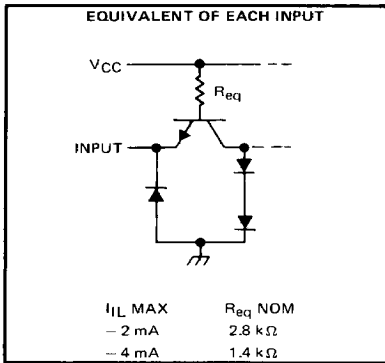 EQUIVALENT OF EACH INPUT
VCC
Req
INPUT
IIL MAX Req NOM
– 2 mA 2.8 kΩ
– 4 mA 1.4 kΩ